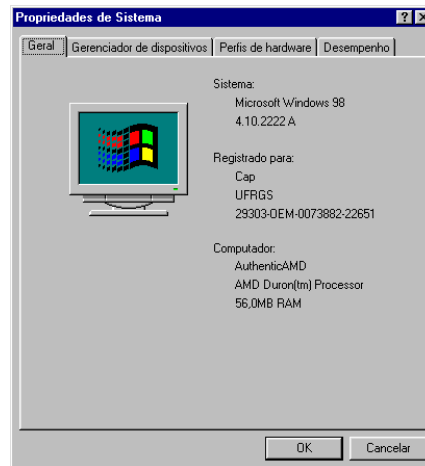 Propriedades de Sistema
Geral Gerenciador de dispositivos Perfis de hardware Desempenho
Sistema:
Microsoft Windows 98
4.10.2222 A
Registrado para:
Cap
UFRGS
29303-OEM-0073882-22651
Computador:
AuthenticAMD
AMD Duron(tm) Processor
56,0MB RAM
OK Cancelar